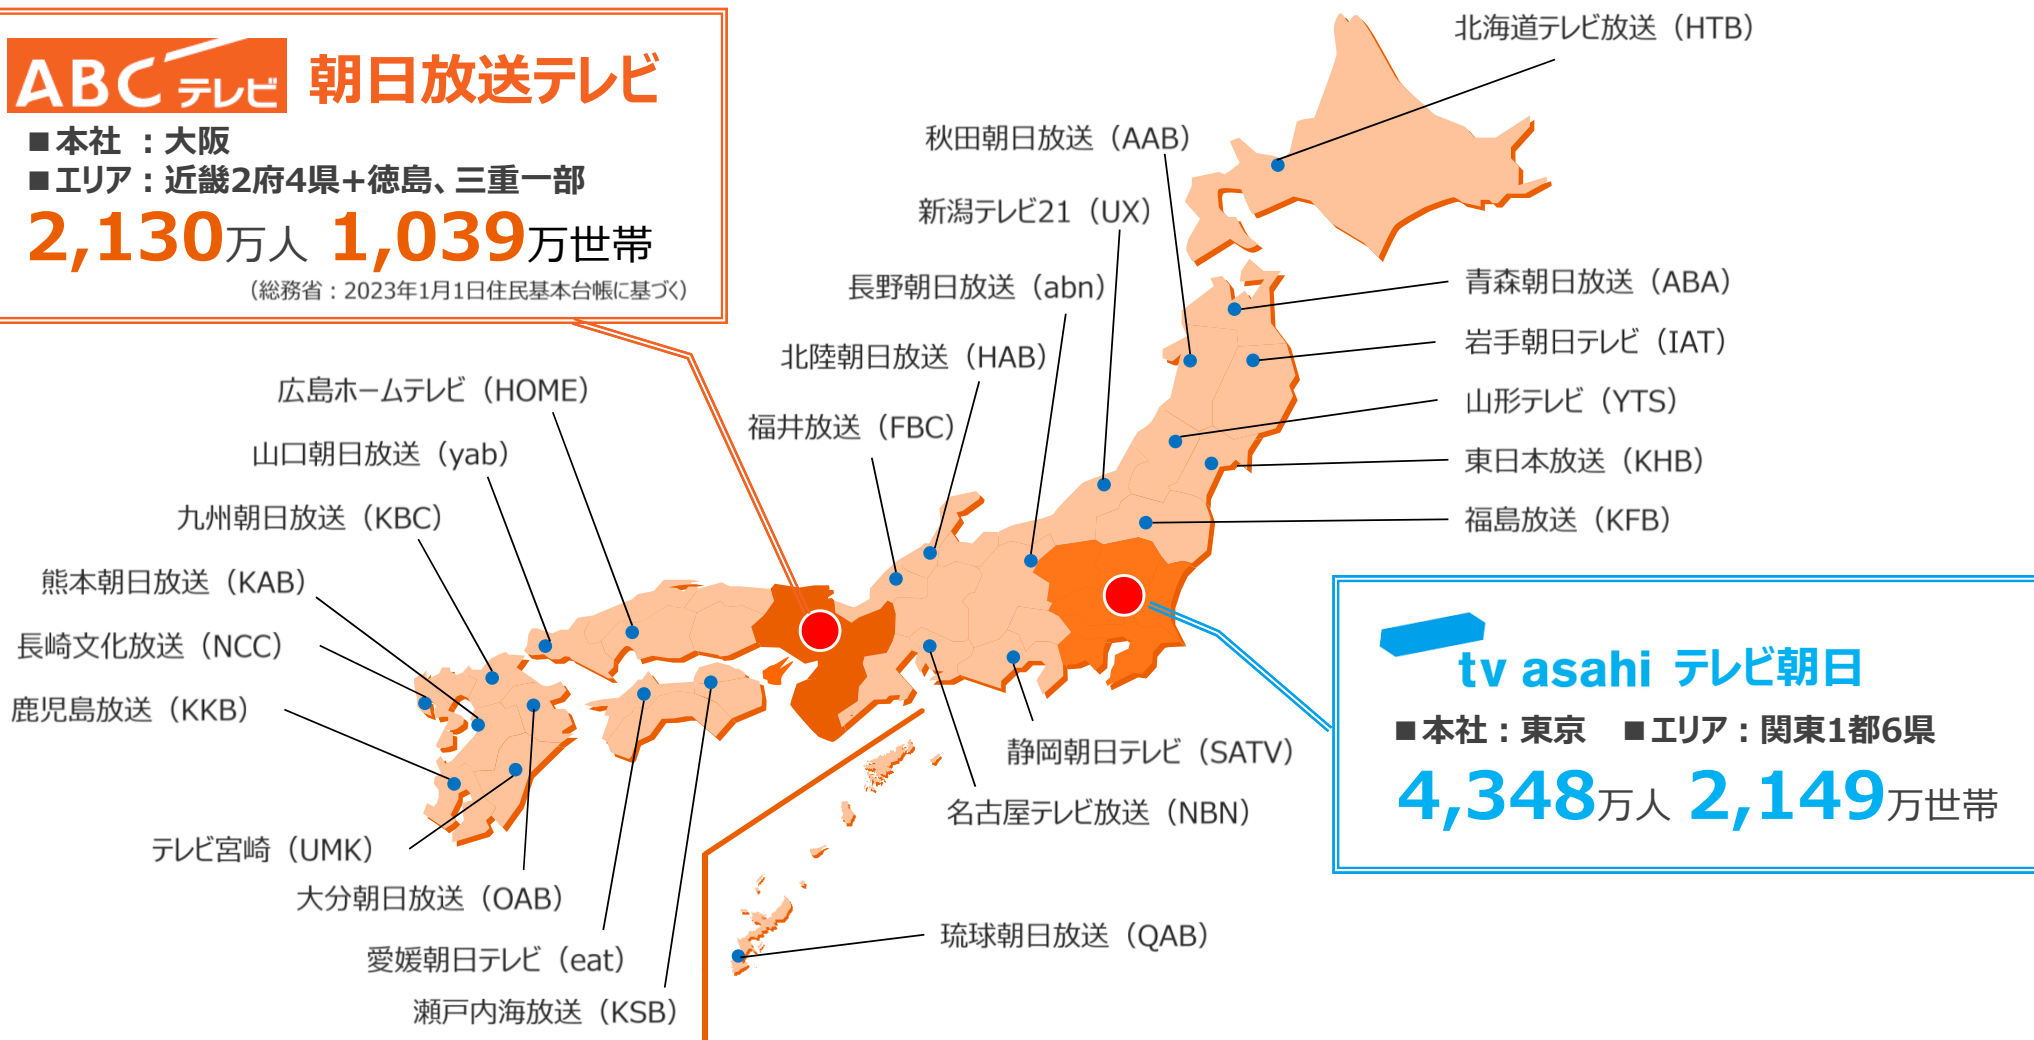 ABCテレビ 朝日放送テレビ
■本社 ：大阪
■エリア：近畿2府4県+徳島、三重一部
2,130万人 1,039万世帯
（総務省：2023年1月1日住民基本台帳に基づく）
北海道テレビ放送（HTB）
秋田朝日放送（AAB）
新潟テレビ21（UX）
長野朝日放送（abn）
北陸朝日放送（HAB）
福井放送（FBC）
青森朝日放送（ABA）
岩手朝日テレビ（IAT）
山形テレビ（YTS）
東日本放送（KHB）
福島放送（KFB）
広島ホームテレビ（HOME）
山口朝日放送（yab）
九州朝日放送（KBC）
熊本朝日放送（KAB）
長崎文化放送（NCC）
鹿児島放送（KKB）
テレビ宮崎（UMK）
大分朝日放送（OAB）
愛媛朝日テレビ（eat）
瀬戸内海放送（KSB）
静岡朝日テレビ（SATV）
名古屋テレビ放送（NBN）
琉球朝日放送（QAB）
tv asahi テレビ朝日
■本社：東京 ■エリア：関東1都6県
4,348万人 2,149万世帯